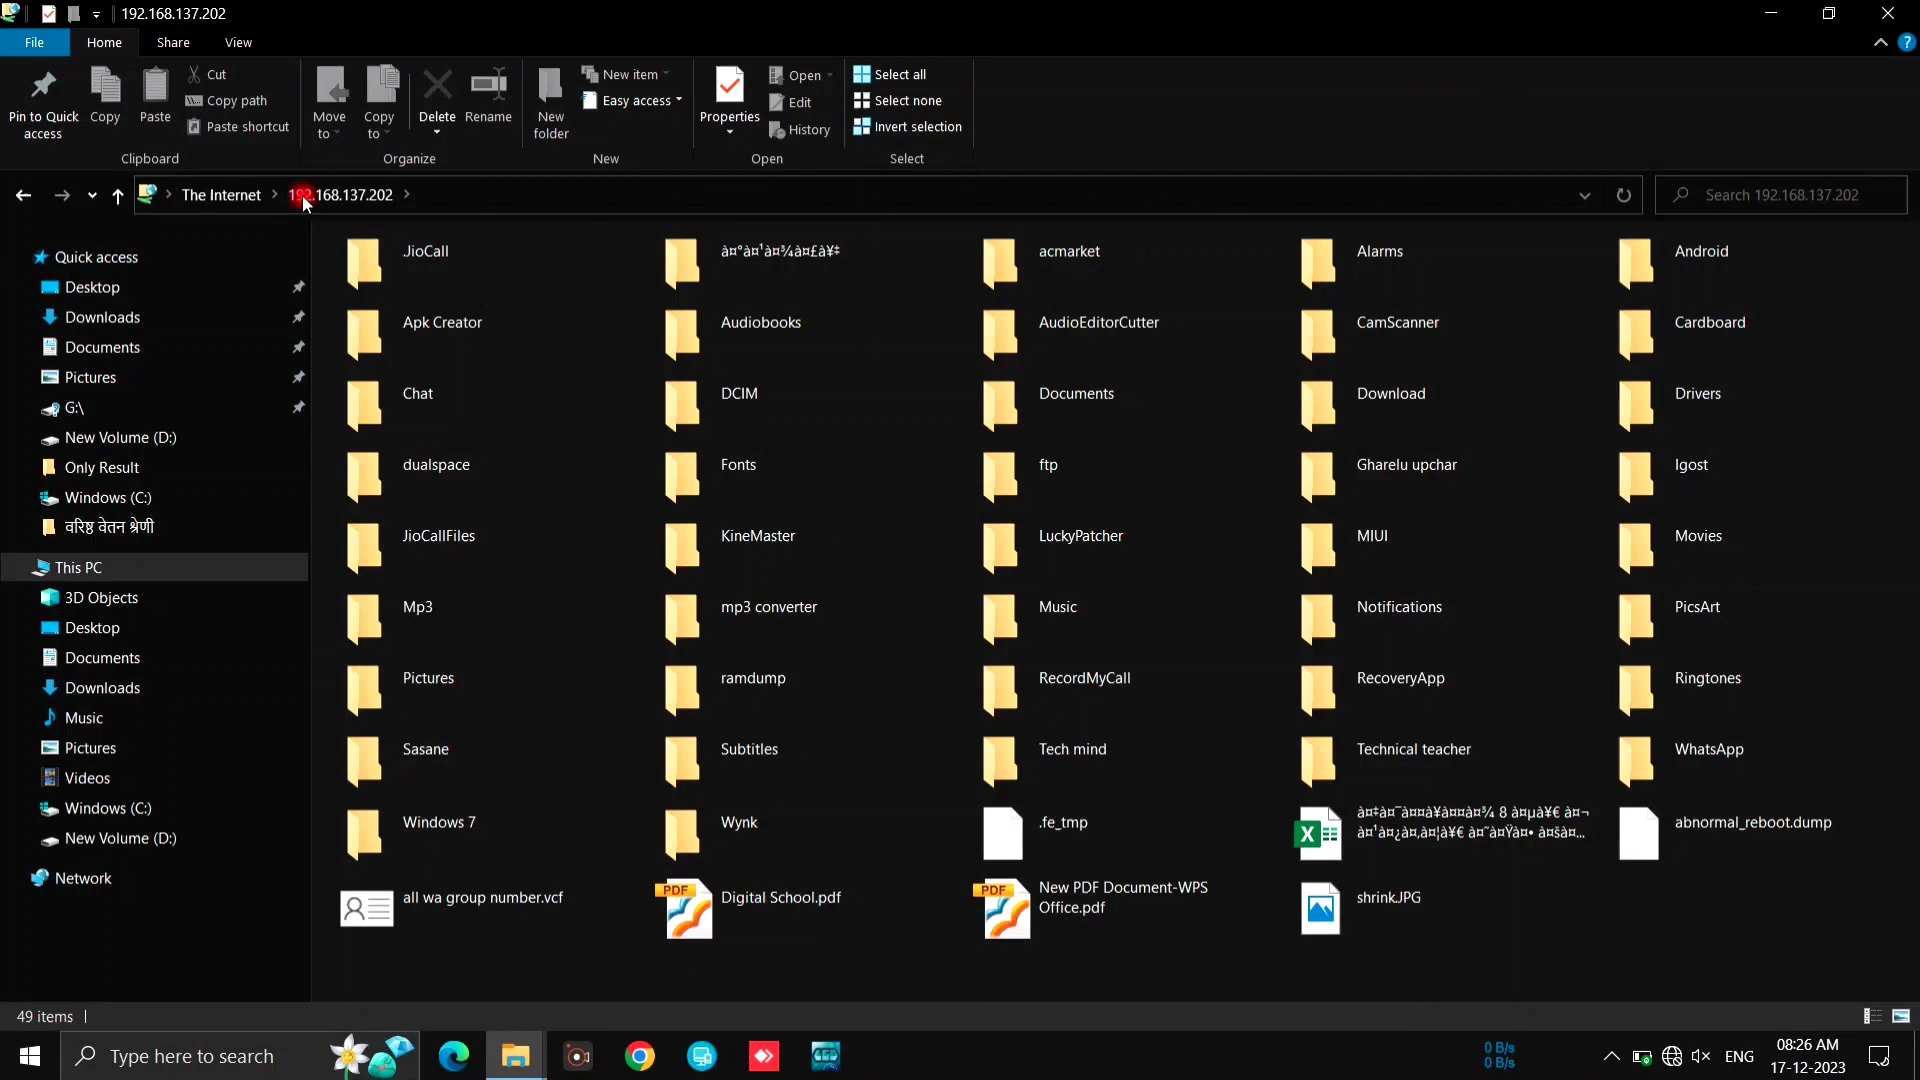 192.168.137.202
File Home Share View
Pin to Quick access
Copy
Paste
Cut
Copy path
Paste shortcut
Clipboard
Move to
Copy to
Delete
Rename
Organize
New folder
New item
Easy access
New
Properties
Open
Edit
History
Open
Select all
Select none
Invert selection
Select
The Internet 192.168.137.202
Search 192.168.137.202
Quick access
Desktop
Downloads
Documents
Pictures
G:\
New Volume (D:)
Only Result
Windows (C:)
वरिष्ठ वेतन श्रेणी
This PC
3D Objects
Desktop
Documents
Downloads
Music
Pictures
Videos
Windows (C:)
New Volume (D:)
Network
.JioCall
à¤°à¤¹à¤¾à¤£à¥‡
acmarket
Alarms
Android
Apk Creator
Audiobooks
AudioEditorCutter
CamScanner
Cardboard
Chat
DCIM
Documents
Download
Drivers
dualspace
Fonts
ftp
Gharelu upchar
Igost
JioCallFiles
KineMaster
LuckyPatcher
MIUI
Movies
Mp3
mp3 converter
Music
Notifications
PicsArt
Pictures
ramdump
RecordMyCall
RecoveryApp
Ringtones
Sasane
Subtitles
Tech mind
Technical teacher
WhatsApp
Windows 7
Wynk
.fe_tmp
abnormal_reboot.dump
all wa group number.vcf
Digital School.pdf
New PDF Document-WPS
Office.pdf
shrink.JPG
49 items
Type here to search
0 B/s
0 B/s
ENG
08:26 AM
17-12-2023